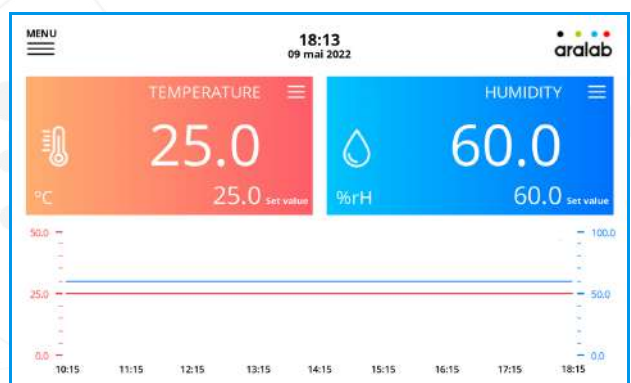 MENU
18:13
09 mai 2022
aralab
TEMPERATURE
25.0
°C
25.0 Set value
HUMIDITY
60.0
%rH
60.0 Set value
50.0
25.0
0.0
100.0
50.0
0.0
10:15 11:15 12:15 13:15 14:15 15:15 16:15 17:15 18:15